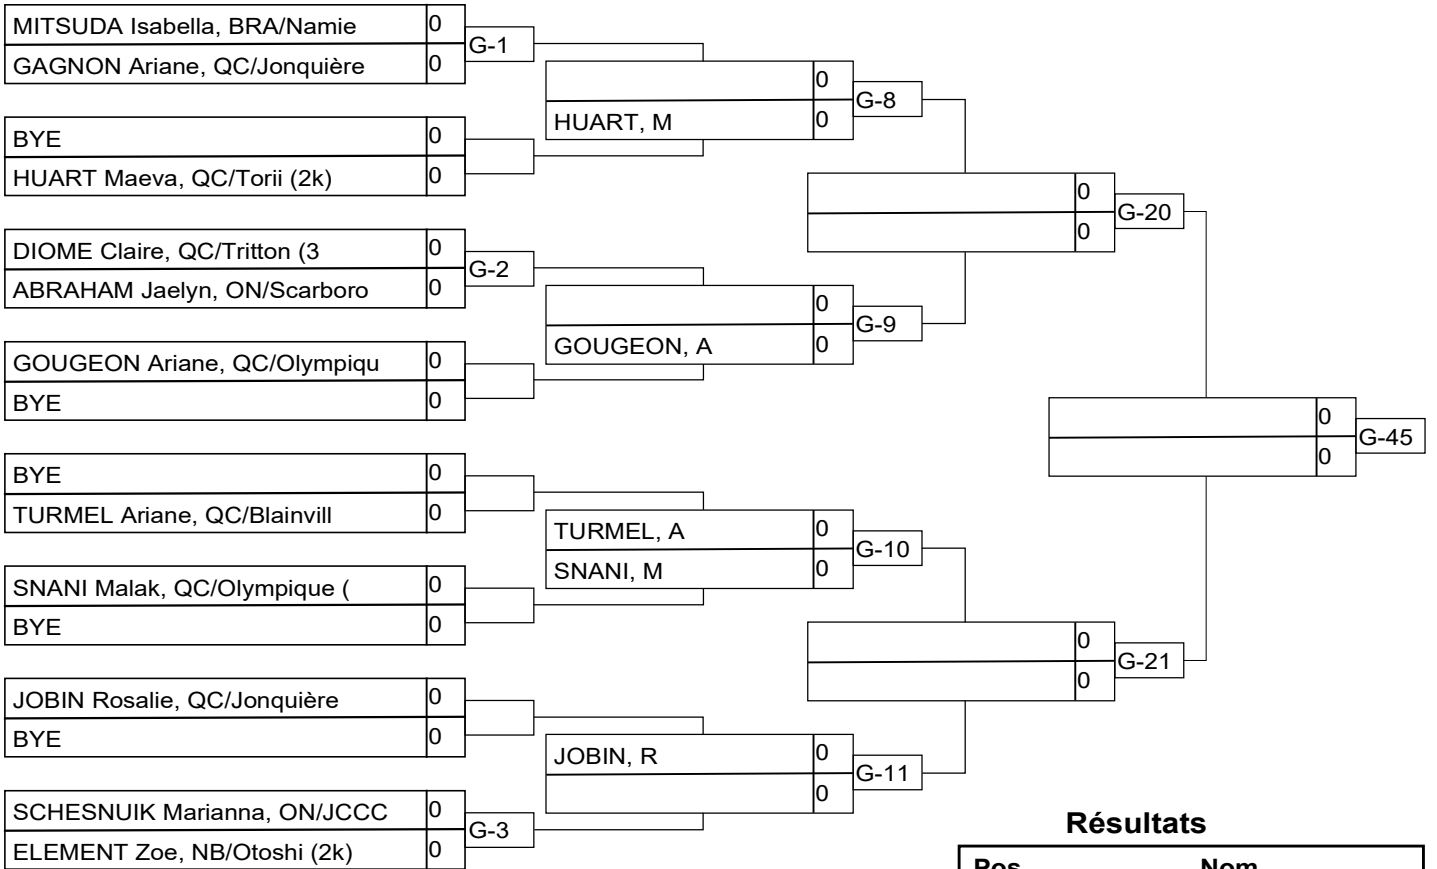 MITSUDA Isabella, BRA/Namie 0
G-1
GAGNON Ariane, QC/Jonquière 0
0
G-8
HUART, M 0
BYE 0
HUART Maeva, QC/Torii (2k) 0
0
G-20
0
DIOME Claire, QC/Tritton (3 0
G-2
ABRAHAM Jaelyn, ON/Scarboro 0
0
G-9
GOUGEON, A 0
GOUGEON Ariane, QC/Olympiqu 0
BYE 0
0
G-45
0
BYE 0
TURMEL Ariane, QC/Blainvill 0
TURMEL, A 0
G-10
SNANI, M 0
SNANI Malak, QC/Olympique ( 0
BYE 0
0
G-21
0
JOBIN Rosalie, QC/Jonquière 0
BYE 0
JOBIN, R 0
G-11
0
SCHESNUIK Marianna, ON/JCCC 0
G-3
ELEMENT Zoe, NB/Otoshi (2k) 0
Résultats
Pos Nom